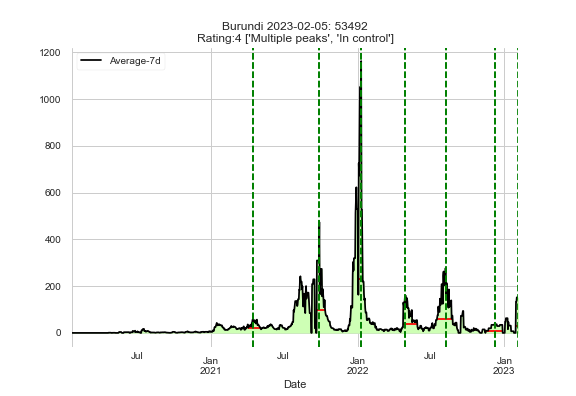 Burundi 2023-02-05: 53492
Rating:4 ['Multiple peaks', 'In control']
Average-7d
1200
1000
800
600
400
200
0
Jul
Jan
2021
Jul
Jan
2022
Jul
Jan
2023
Date